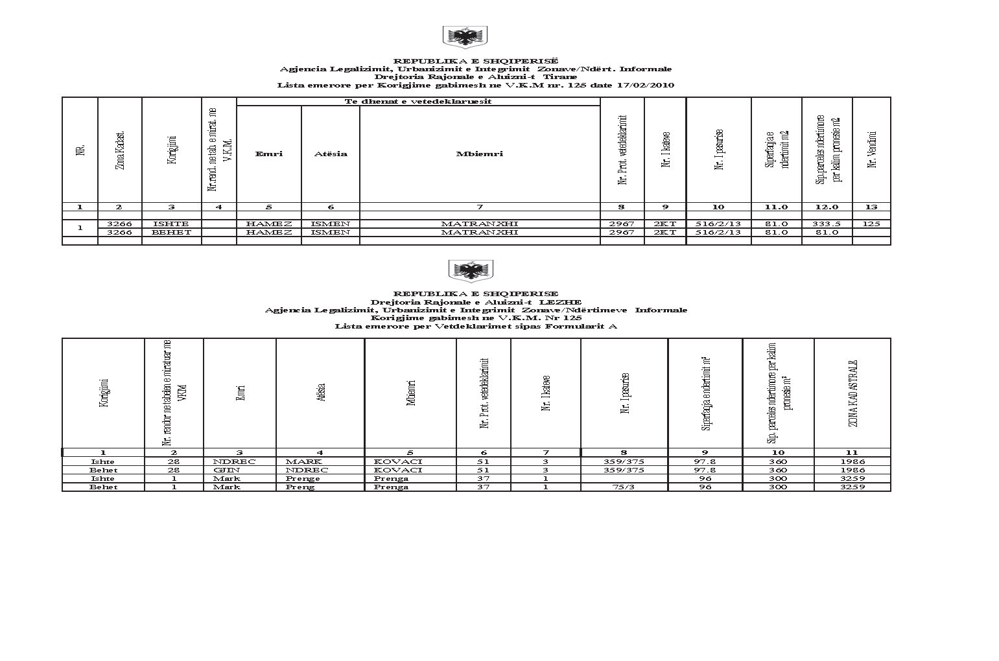 REPUBLIKA E SHQIPERISË
Agjencia Legalizimit, Urbanizimit e Integrimit Zonave/Ndërt. Informale
Drejtoria Rajonale e Aluizni-t Tirane
Lista emerore per Korigjime gabimesh ne V.K.M nr. 125 date 17/02/2010
NR. Zona Kadast. Korigjimi Nr.rend. ne tab. e mirat. me V.K.M. Te dhenat e vetedeklaruesit Emri Atësia Mbiemri Nr. Prot. vetedeklarimit Nr. I kateve Nr. I pasurise Siperfaqja e ndertimit m2 Sip.parceles ndertimore per kalim pronesie m2 Nr. Vendimi
1 2 3 4 5 6 7 8 9 10 11.0 12.0 13
1 3266 ISHTE HAMEZ ISMEN MATRANXHI 2967 2KT 516/2/13 81.0 333.5 125
3266 BEHET HAMEZ ISMEN MATRANXHI 2967 2KT 516/2/13 81.0 81.0
REPUBLIKA E SHQIPERISE
Drejtoria Rajonale e Aluizni-t LEZHE
Agjencia Legalizimit, Urbanizimit e Integrimit Zonave/Ndërtimeve Informale
Korigjime gabimesh ne V.K.M. Nr 125
Lista emerore per Vetdeklarimet sipas Formularit A
Korigjimi Nr. rendor ne tabelen e miratuar me VKM Emri Atësia Mbiemri Nr. Prot. vetedeklarimit Nr. I kateve Nr. I pasurise Siperfaqja e ndertimit m² Sip. parceles ndertimore per kalim pronesie m² ZONA KADASTRALE
1 2 3 4 5 6 7 8 9 10 11
Ishte 28 NDREC MARK KOVACI 51 3 359/375 97.8 360 1986
Behet 28 GJIN NDREC KOVACI 51 3 359/375 97.8 360 1986
Ishte 1 Mark Prenge Prenga 37 1 96 300 3259
Behet 1 Mark Preng Prenga 37 1 75/3 96 300 3259